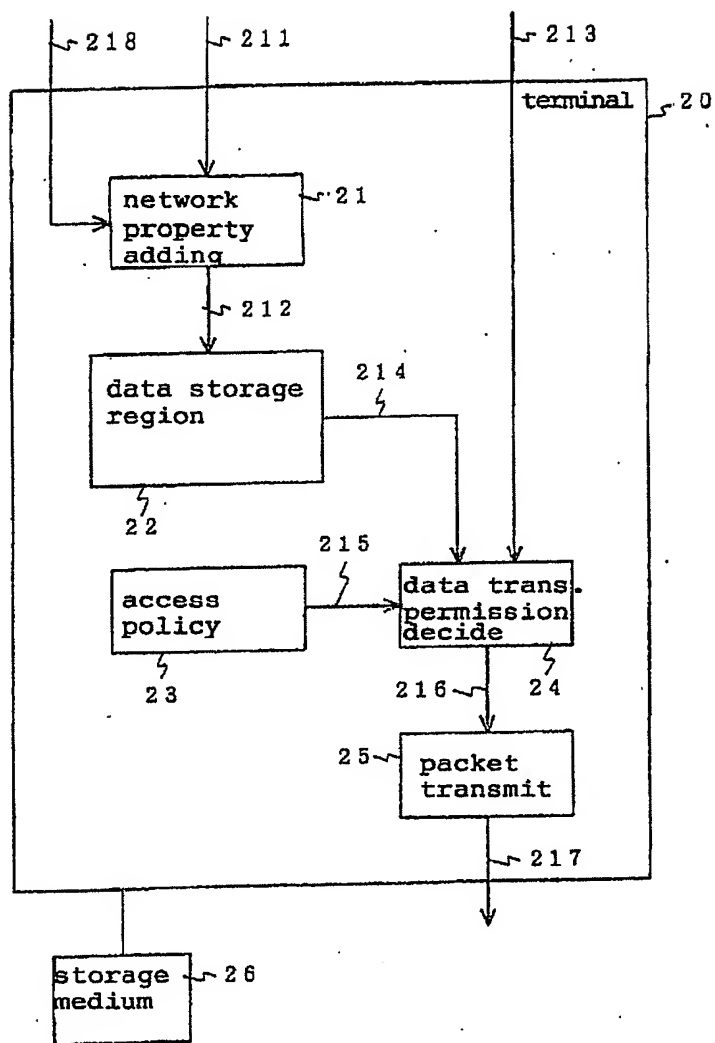 218
211
213
terminal
20
network
property
adding
21
212
data storage
region
214
22
215
access
policy
data trans.
permission
decide
23
216
24
25
packet
transmit
217
storage
medium
26